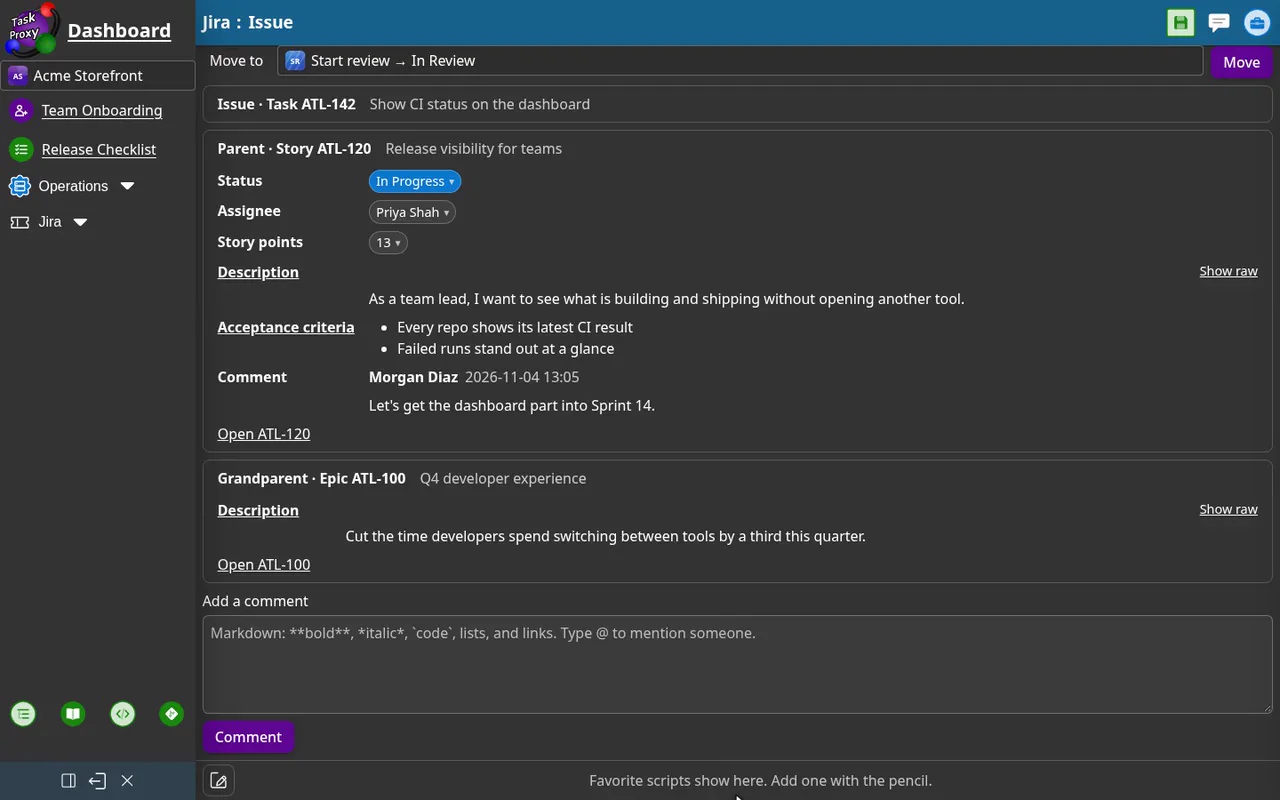 Task Proxy
Dashboard
Jira : Issue
AS Acme Storefront
Team Onboarding
Release Checklist
Operations
Jira
Move to SR Start review → In Review Move
Issue · Task ATL-142 Show CI status on the dashboard
Parent · Story ATL-120 Release visibility for teams
Status In Progress ▾
Assignee Priya Shah ▾
Story points 13 ▾
Description Show raw
As a team lead, I want to see what is building and shipping without opening another tool.
Acceptance criteria • Every repo shows its latest CI result
• Failed runs stand out at a glance
Comment Morgan Diaz 2026-11-04 13:05
Let's get the dashboard part into Sprint 14.
Open ATL-120
Grandparent · Epic ATL-100 Q4 developer experience
Description Show raw
Cut the time developers spend switching between tools by a third this quarter.
Open ATL-100
Add a comment
Markdown: **bold**, *italic*, `code`, lists, and links. Type @ to mention someone.
Comment
Favorite scripts show here. Add one with the pencil.